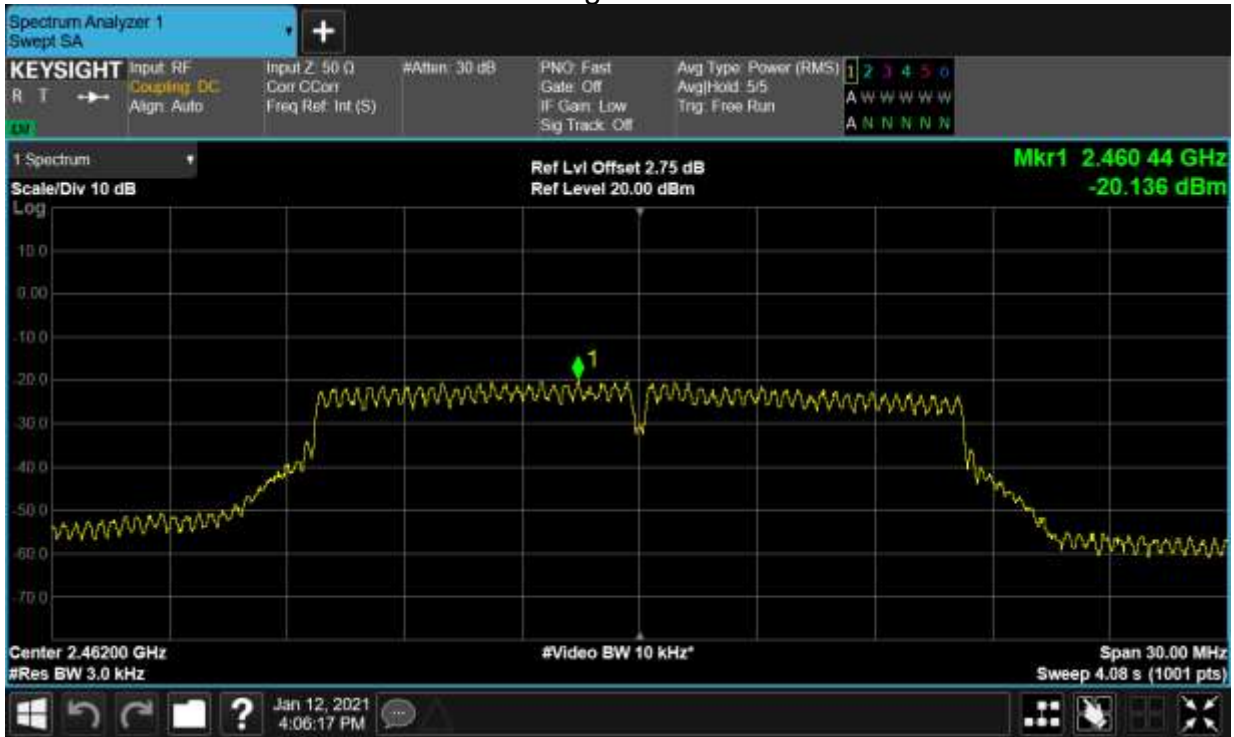 Spectrum Analyzer 1
Swept SA
+
KEYSIGHT
R T
Input: RF
Coupling: DC
Align: Auto
Input Z: 50 Ω
Corr CCorr
Freq Ref: Int (S)
#Atten: 30 dB
PNO: Fast
Gate: Off
IF Gain: Low
Sig Track: Off
Avg Type: Power (RMS)
Avg|Hold: 5/5
Trig: Free Run
1 2 3 4 5 6
A W W W W W
A N N N N N
1 Spectrum
Scale/Div 10 dB
Log
Ref Lvl Offset 2.75 dB
Ref Level 20.00 dBm
Mkr1 2.460 44 GHz
-20.136 dBm
10.0
0.00
-10.0
-20.0
-30.0
-40.0
-50.0
-60.0
-70.0
1
Center 2.46200 GHz
#Res BW 3.0 kHz
#Video BW 10 kHz*
Span 30.00 MHz
Sweep 4.08 s (1001 pts)
?
Jan 12, 2021
4:06:17 PM